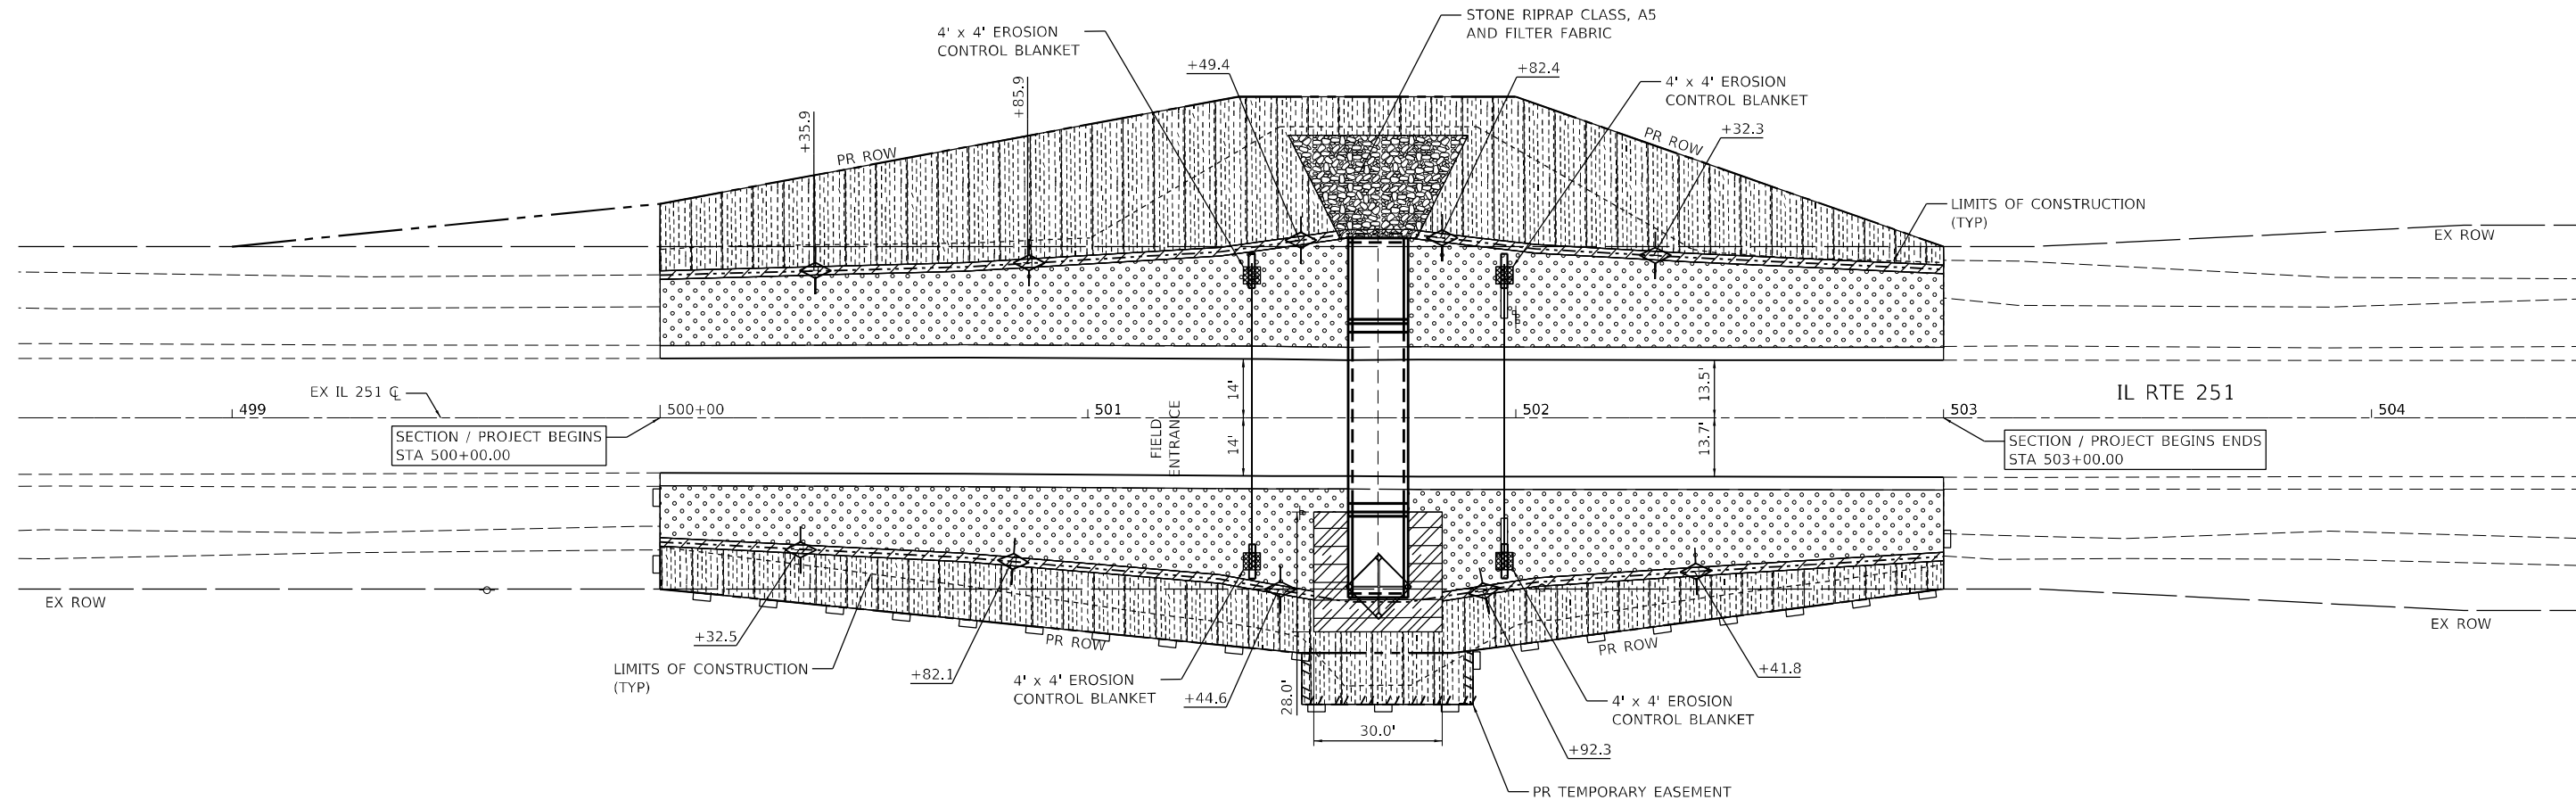 STONE RIPRAP CLASS, A5
AND FILTER FABRIC
4' x 4' EROSION
CONTROL BLANKET
+49.4
+82.4
+85.9
4' x 4' EROSION
CONTROL BLANKET
+35.9
+32.3
PR ROW
PR ROW
LIMITS OF CONSTRUCTION
(TYP)
EX ROW
14'
13.5'
EX IL 251 ℄
IL RTE 251
499
500+00
501
502
503
504
FIELD
ENTRANCE
14'
13.7'
SECTION / PROJECT BEGINS
STA 500+00.00
SECTION / PROJECT BEGINS ENDS
STA 503+00.00
EX ROW
EX ROW
+32.5
PR ROW
PR ROW
LIMITS OF CONSTRUCTION
(TYP)
+82.1
4' x 4' EROSION
CONTROL BLANKET
+44.6
28.0'
30.0'
+41.8
4' x 4' EROSION
CONTROL BLANKET
+92.3
PR TEMPORARY EASEMENT